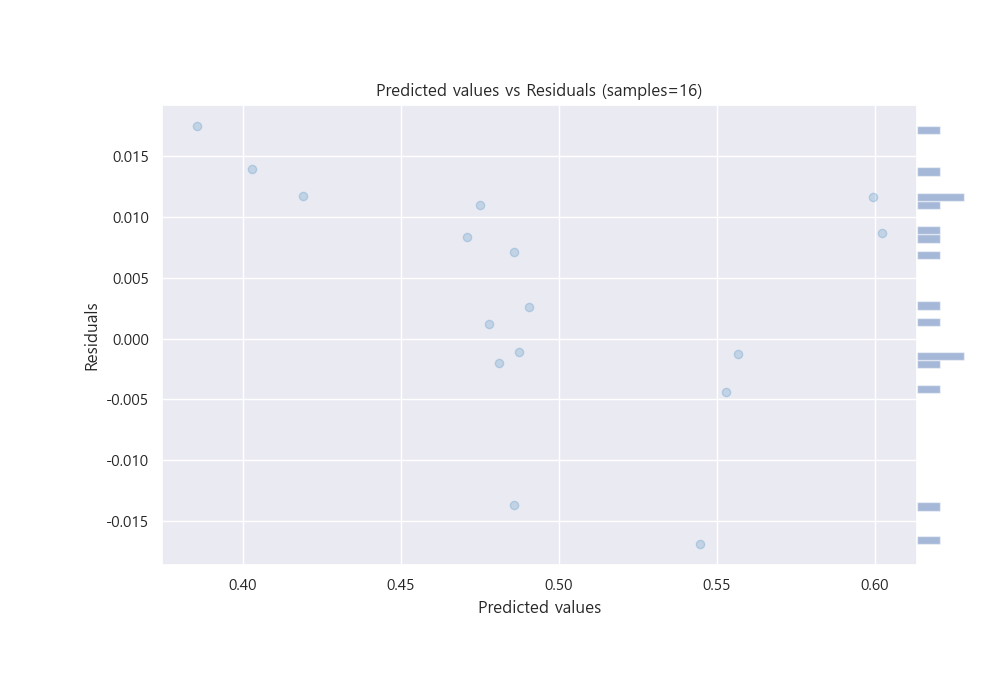 Predicted values vs Residuals (samples=16)
0.015
0.010
0.005
0.000
-0.005
-0.010
-0.015
Residuals
0.40 0.45 0.50 0.55 0.60
Predicted values